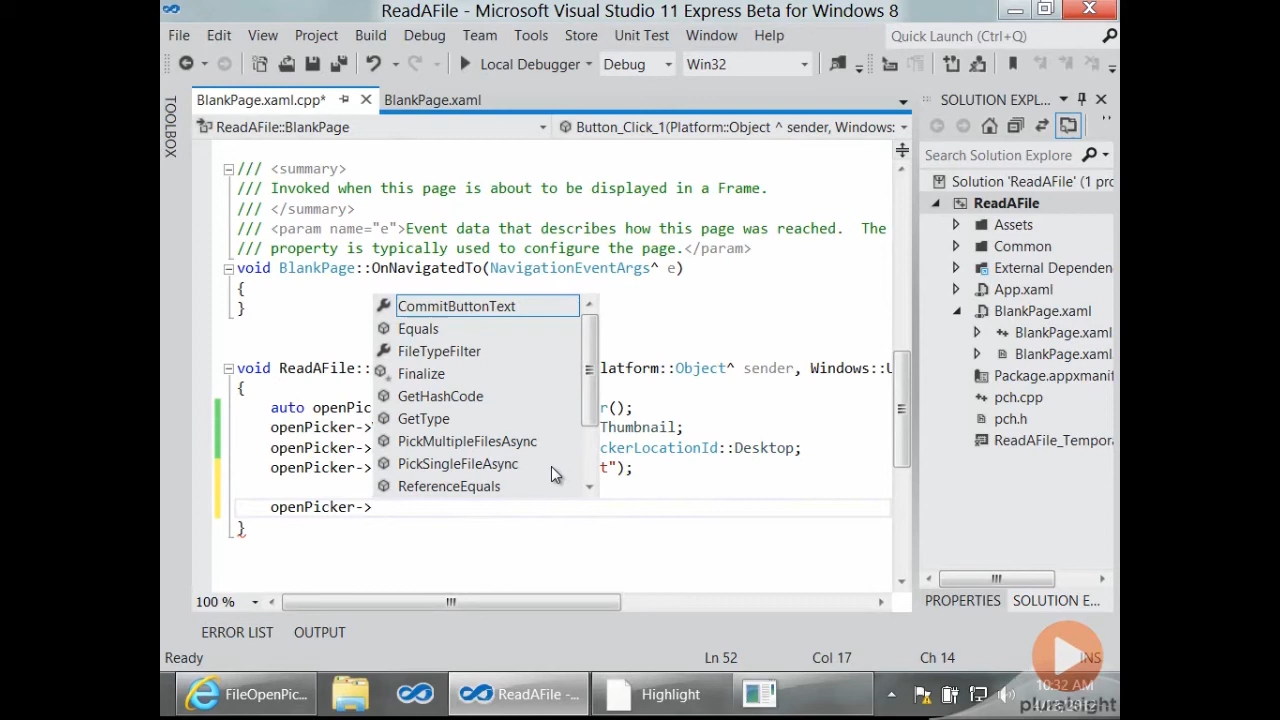 ReadAFile - Microsoft Visual Studio 11 Express Beta for Windows 8
File Edit View Project Build Debug Team Tools Store Unit Test Window Help
Quick Launch (Ctrl+Q)
Local Debugger Debug Win32
TOOLBOX
BlankPage.xaml.cpp* BlankPage.xaml
ReadAFile::BlankPage
Button_Click_1(Platform::Object ^ sender, Windows:
/// <summary>
/// Invoked when this page is about to be displayed in a Frame.
/// </summary>
/// <param name="e">Event data that describes how this page was reached.  The
/// property is typically used to configure the page.</param>
void BlankPage::OnNavigatedTo(NavigationEventArgs^ e)
{
}
void ReadAFile:: latform::Object^ sender, Windows::U
{
auto openPic r();
openPicker-> Thumbnail;
openPicker-> ckerLocationId::Desktop;
openPicker-> t");
openPicker->
}
CommitButtonText
Equals
FileTypeFilter
Finalize
GetHashCode
GetType
PickMultipleFilesAsync
PickSingleFileAsync
ReferenceEquals
100 %
SOLUTION EXPL...
Search Solution Explore
Solution 'ReadAFile' (1 pro
ReadAFile
Assets
Common
External Dependen
App.xaml
BlankPage.xaml
BlankPage.xaml
BlankPage.xaml.
Package.appxmanif
pch.cpp
pch.h
ReadAFile_Tempora
PROPERTIES SOLUTION E...
ERROR LIST OUTPUT
Ready Ln 52 Col 17 Ch 14 INS
FileOpenPic... ReadAFile -... Highlight
10:32 AM
pluralsight